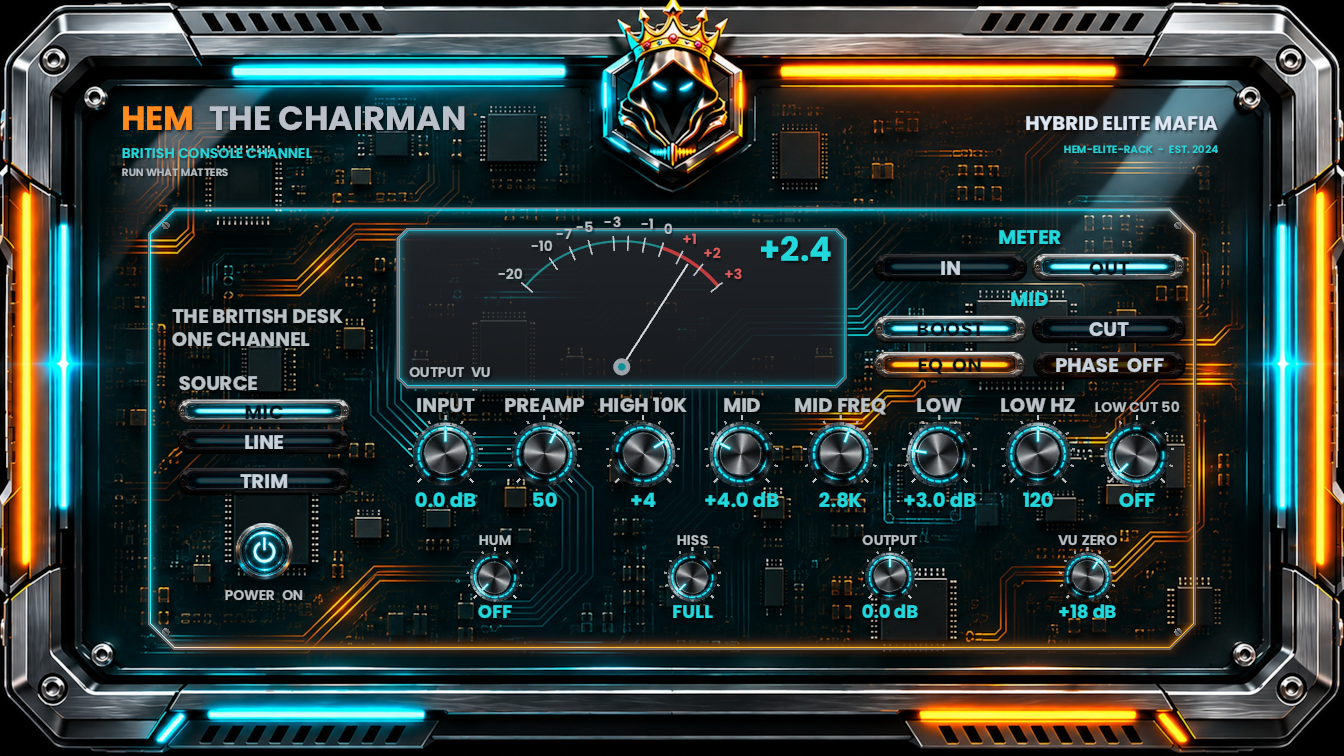 HEM THE CHAIRMAN
BRITISH CONSOLE CHANNEL
RUN WHAT MATTERS
HYBRID ELITE MAFIA
HEM-ELITE-RACK - EST. 2024
-20 -10 -7 -5 -3 -1 0 +1 +2 +3
+2.4
OUTPUT VU
METER
IN OUT
MID
BOOST CUT
EQ ON PHASE OFF
THE BRITISH DESK
ONE CHANNEL
SOURCE
MIC
LINE
TRIM
POWER ON
INPUT PREAMP HIGH 10K MID MID FREQ LOW LOW HZ LOW CUT 50
0.0 dB 50 +4 +4.0 dB 2.8K +3.0 dB 120 OFF
HUM HISS OUTPUT VU ZERO
OFF FULL 0.0 dB +18 dB